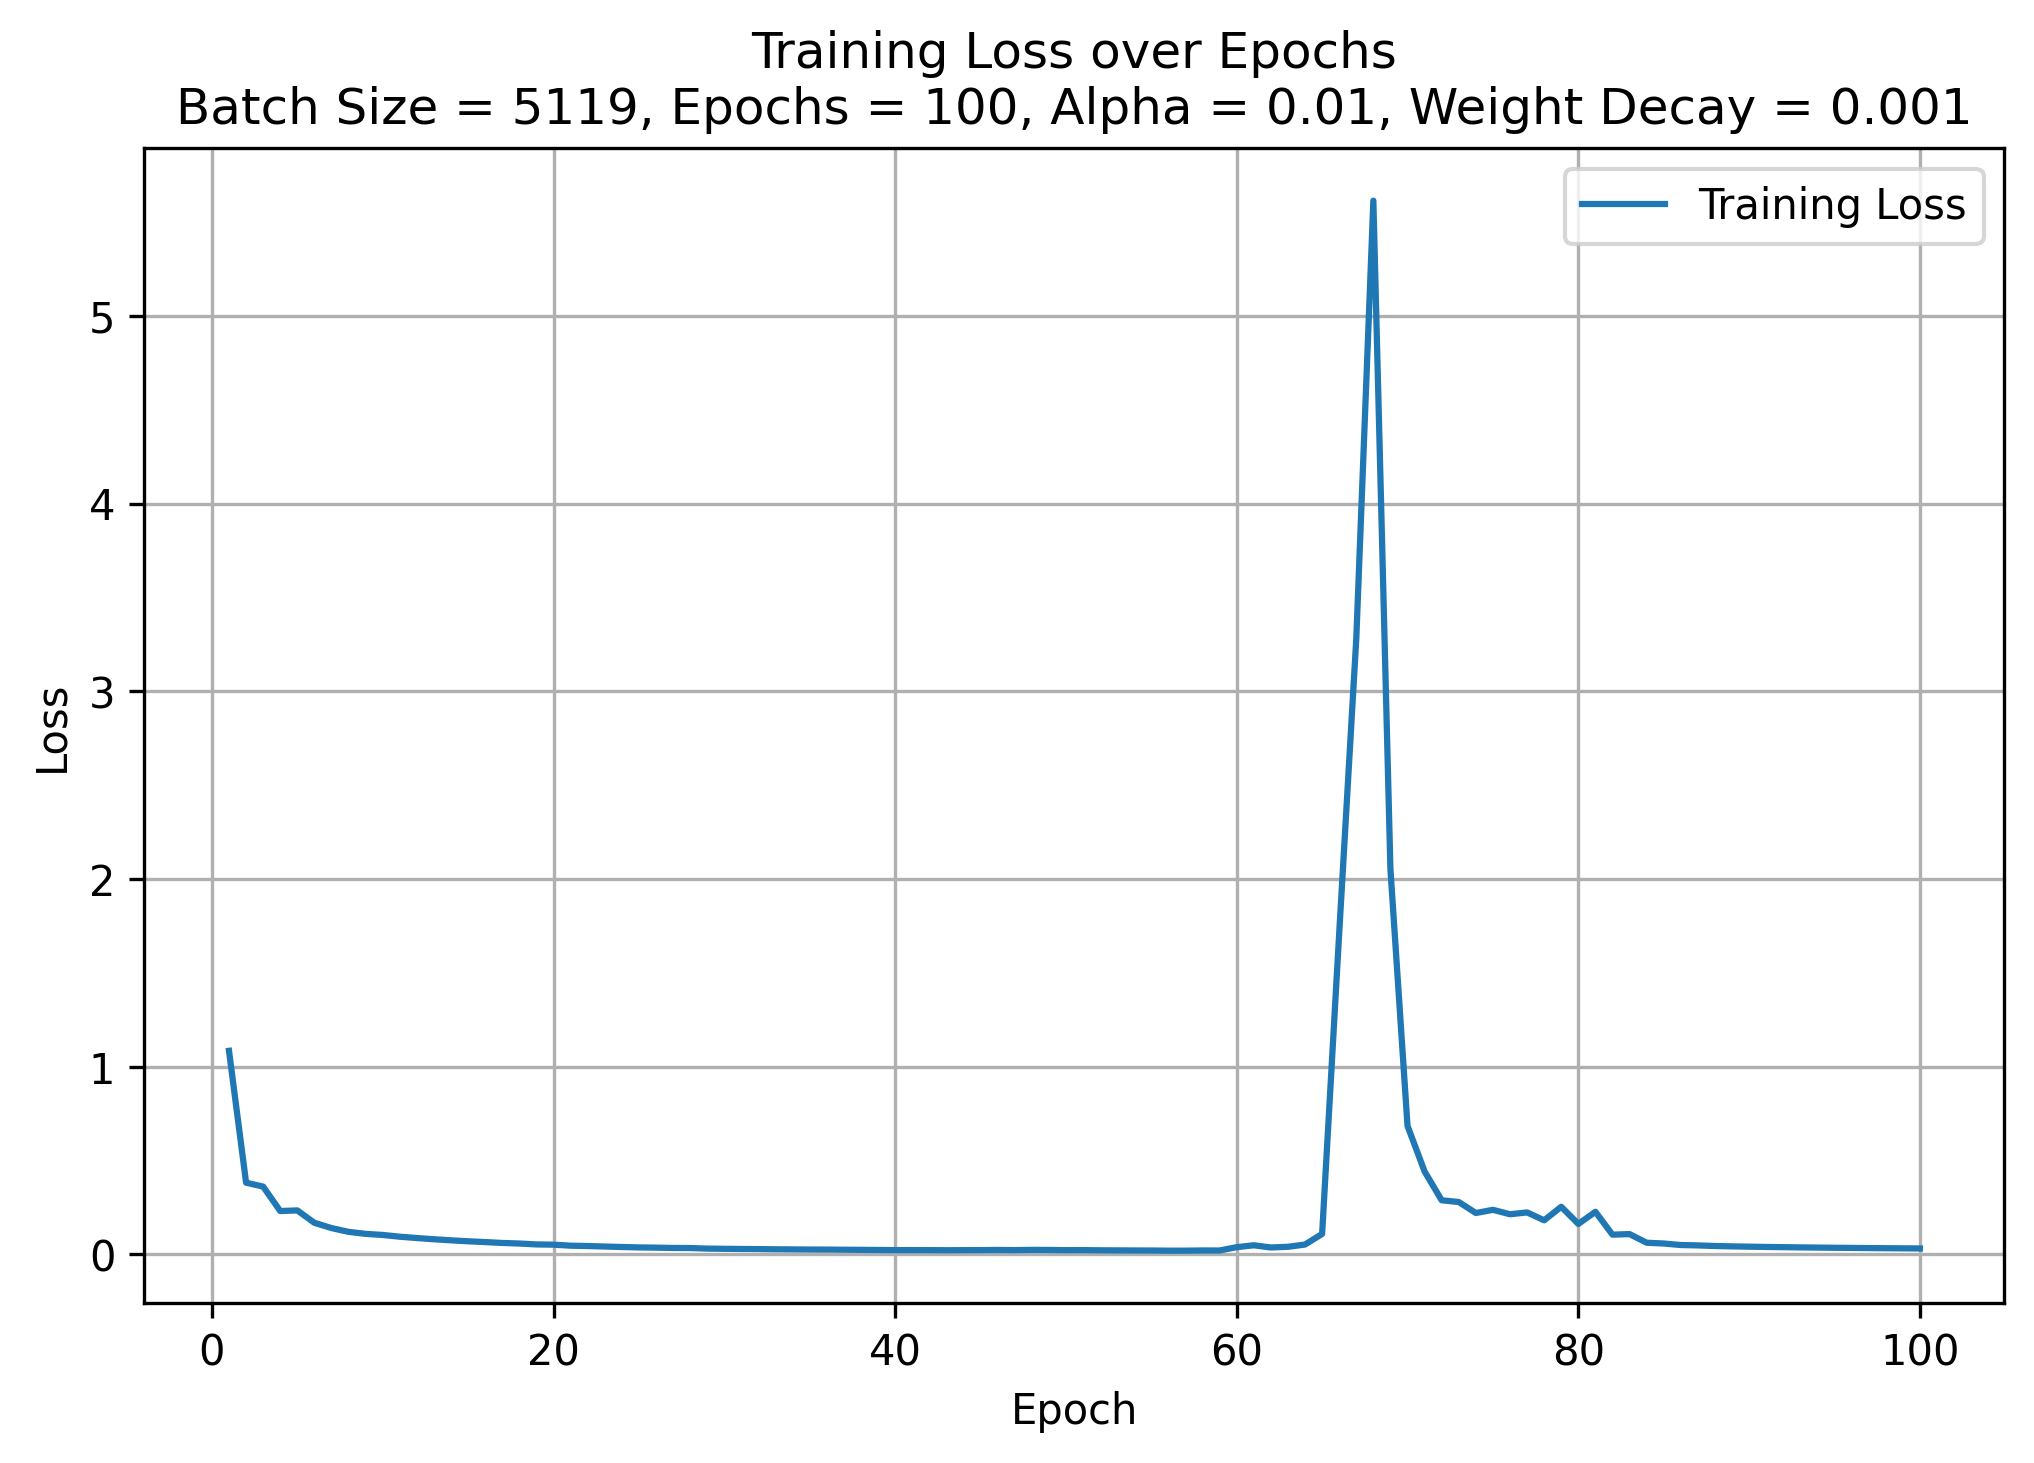 Training Loss over Epochs
Batch Size = 5119, Epochs = 100, Alpha = 0.01, Weight Decay = 0.001
Training Loss
5
4
3
2
1
0
Loss
0 20 40 60 80 100
Epoch